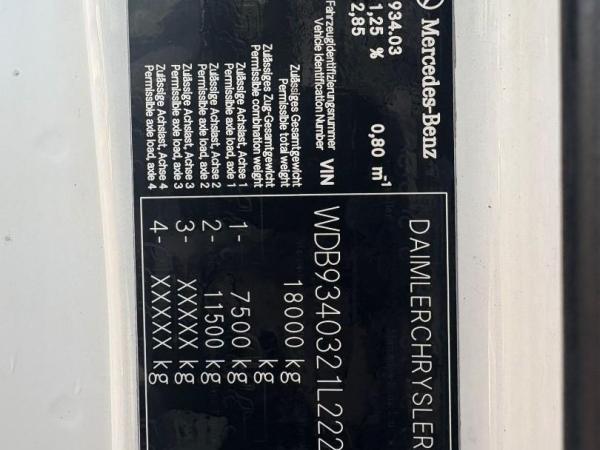 Mercedes-Benz
DAIMLERCHRYSLER
934.03
1,25 % 0,80 m⁻¹
2,85
Fahrzeugidentifizierungsnummer
Vehicle Identification Number VIN WDB9340321L222
Zulässiges Gesamtgewicht
Permissible total weight 18000 kg
Zulässiges Zug-Gesamtgewicht
Permissible combination weight kg
Zulässige Achslast, Achse 1
Permissible axle load, axle 1 1- 7500 kg
Zulässige Achslast, Achse 2
Permissible axle load, axle 2 2- 11500 kg
Zulässige Achslast, Achse 3
Permissible axle load, axle 3 3- XXXXX kg
Zulässige Achslast, Achse 4
Permissible axle load, axle 4 4- XXXXX kg